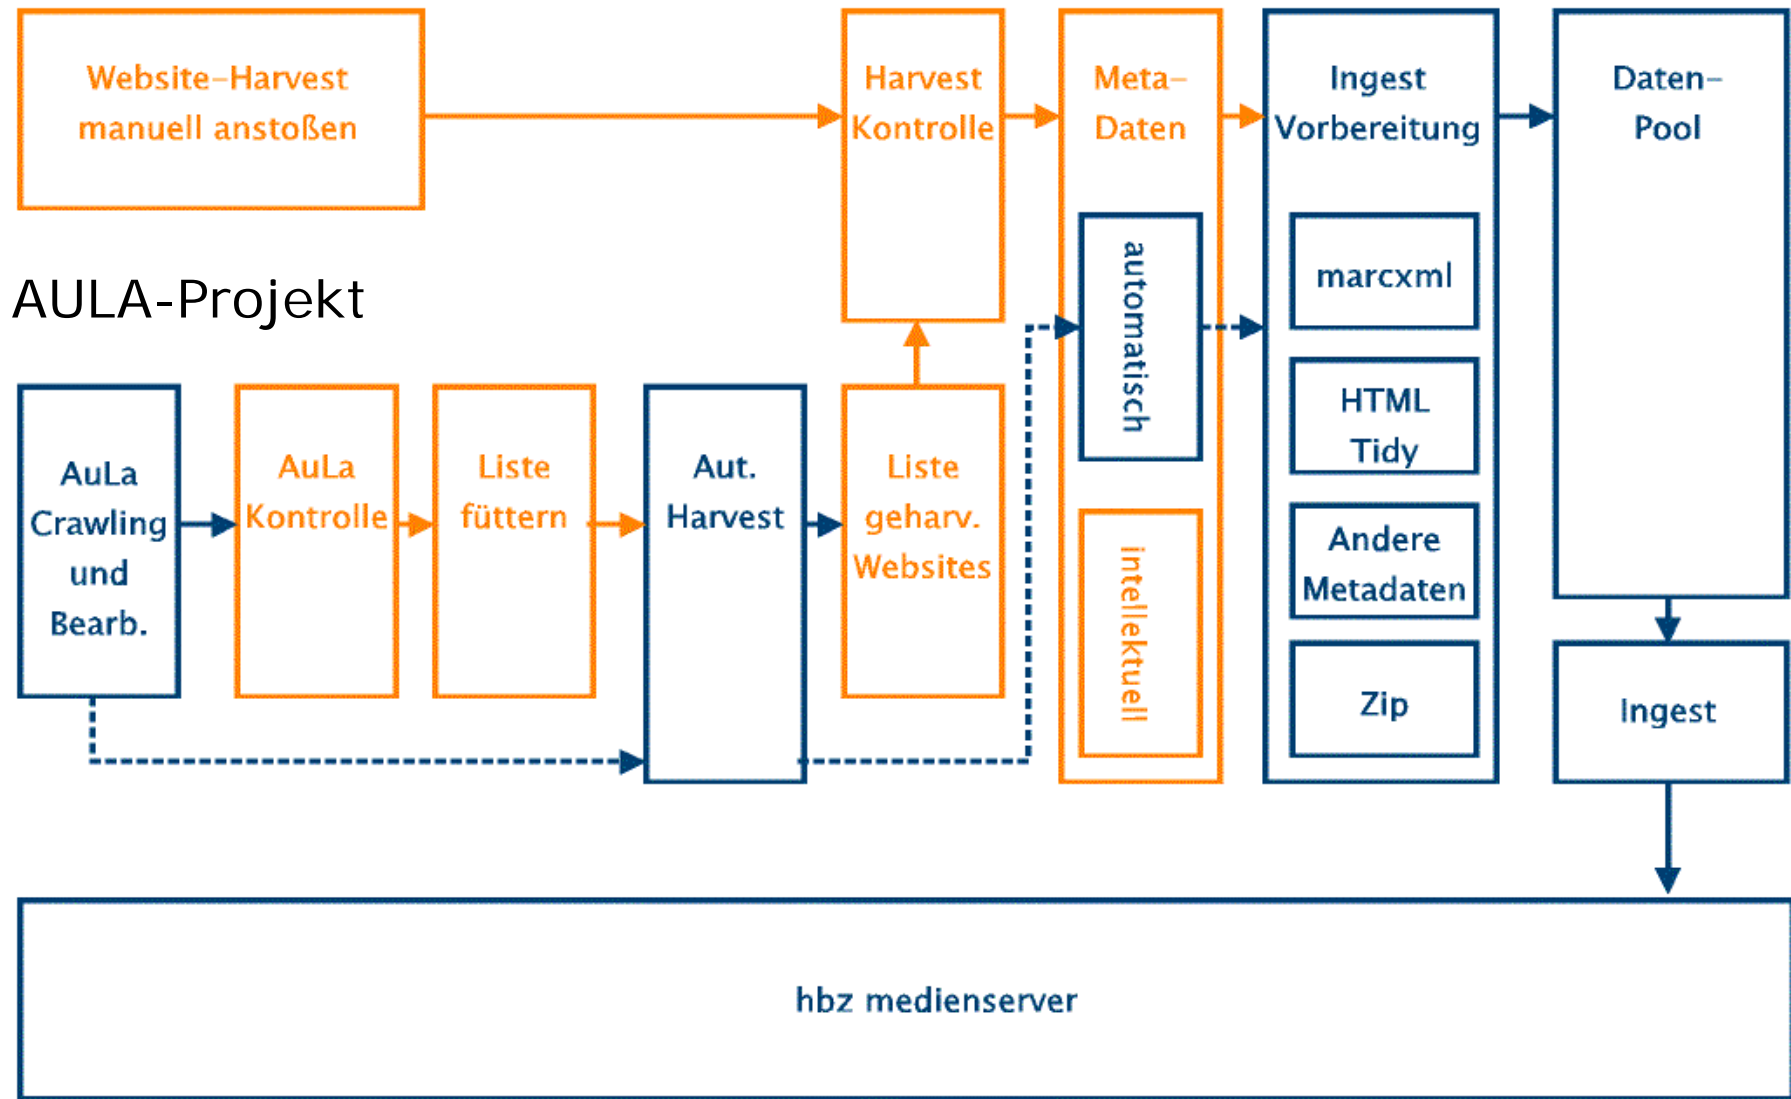 Website-Harvest
manuell anstoßen
Harvest
Kontrolle
Meta-
Daten
Ingest
Vorbereitung
Daten-
Pool
automatisch
marcxml
AULA-Projekt
HTML
Tidy
AuLa
Crawling
und
Bearb.
AuLa
Kontrolle
Liste
füttern
Aut.
Harvest
Liste
geharv.
Websites
intellektuell
Andere
Metadaten
Zip
Ingest
hbz medienserver